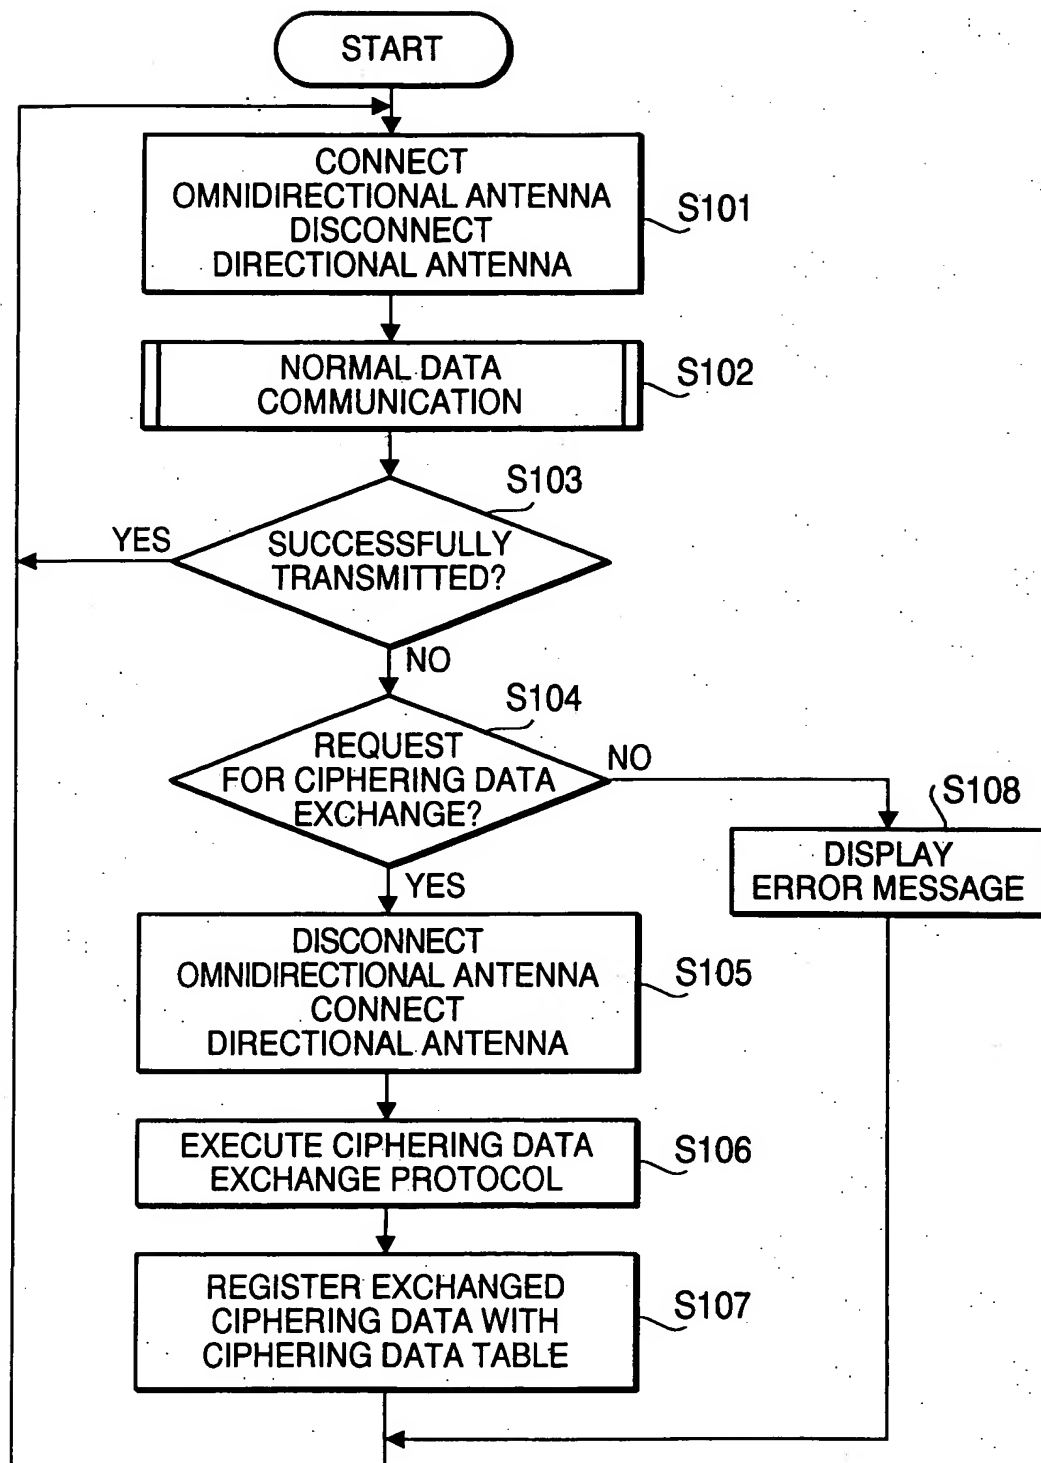 START
CONNECT
OMNIDIRECTIONAL ANTENNA
DISCONNECT
DIRECTIONAL ANTENNA
S101
NORMAL DATA
COMMUNICATION
S102
S103
YES
SUCCESSFULLY
TRANSMITTED?
NO
S104
REQUEST
FOR CIPHERING DATA
EXCHANGE?
NO
S108
DISPLAY
ERROR MESSAGE
YES
DISCONNECT
OMNIDIRECTIONAL ANTENNA
CONNECT
DIRECTIONAL ANTENNA
S105
EXECUTE CIPHERING DATA
EXCHANGE PROTOCOL
S106
REGISTER EXCHANGED
CIPHERING DATA WITH
CIPHERING DATA TABLE
S107